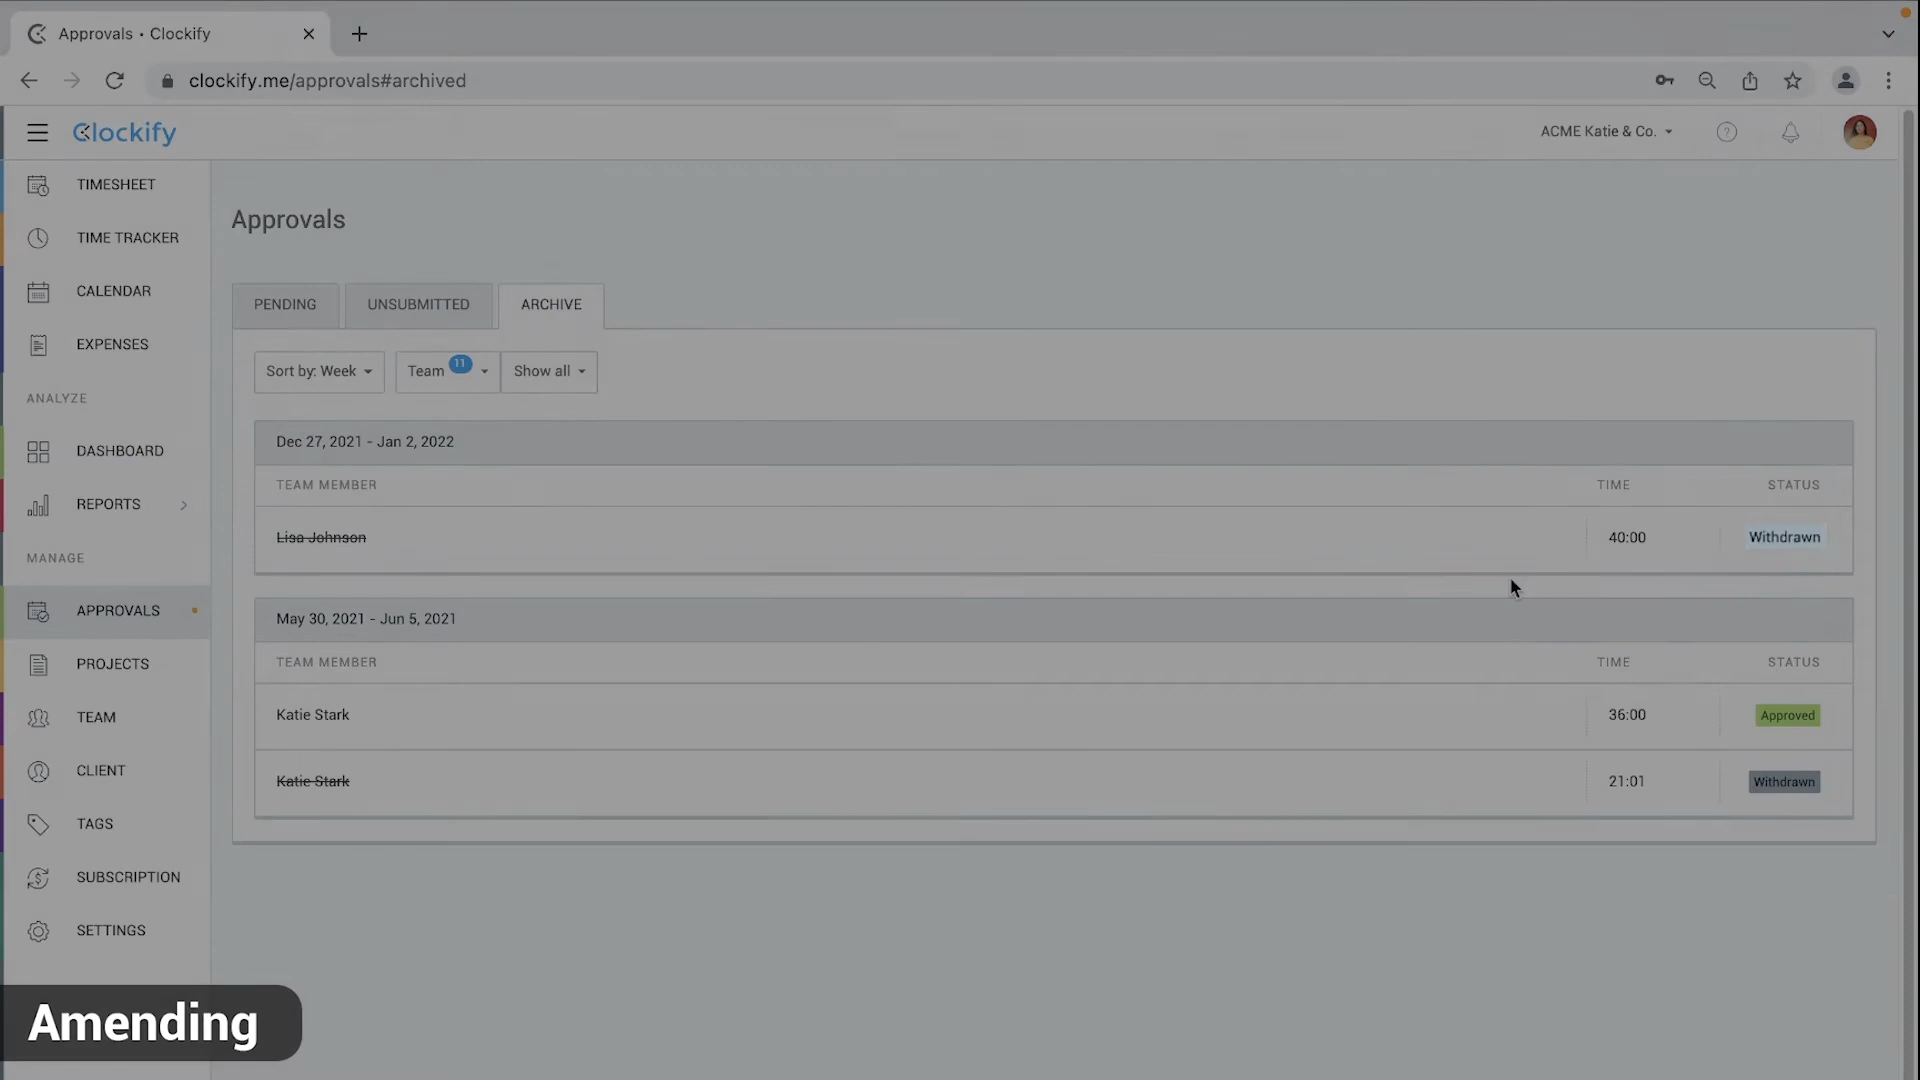 Approvals • Clockify
clockify.me/approvals#archived
Clockify
ACME Katie & Co.
TIMESHEET
TIME TRACKER
CALENDAR
EXPENSES
ANALYZE
DASHBOARD
REPORTS
MANAGE
APPROVALS
PROJECTS
TEAM
CLIENT
TAGS
SUBSCRIPTION
SETTINGS
Approvals
PENDING UNSUBMITTED ARCHIVE
Sort by: Week Team 11 Show all
Dec 27, 2021 - Jan 2, 2022
TEAM MEMBER TIME STATUS
Lisa Johnson 40:00 Withdrawn
May 30, 2021 - Jun 5, 2021
TEAM MEMBER TIME STATUS
Katie Stark 36:00 Approved
Katie Stark 21:01 Withdrawn
Amending